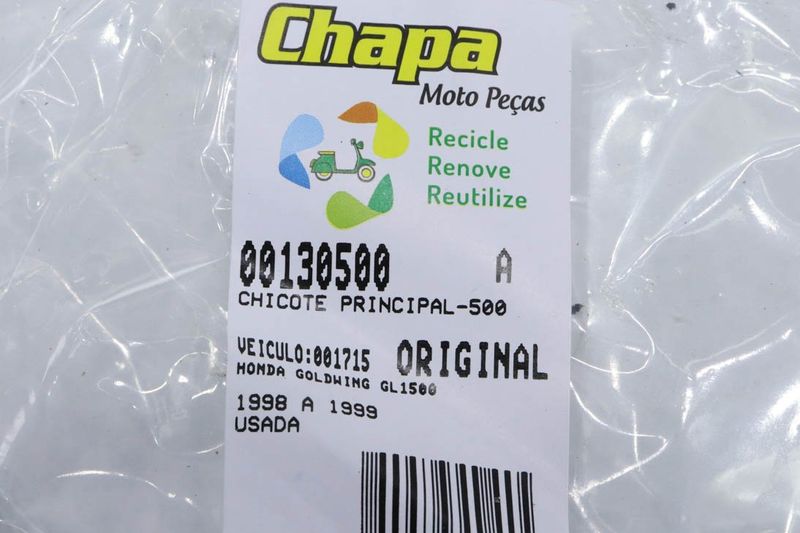 Chapa
Moto Peças
Recicle
Renove
Reutilize
00130500 A
CHICOTE PRINCIPAL-500
VEICULO:001715 ORIGINAL
HONDA GOLDWING GL1500
1998 A 1999
USADA